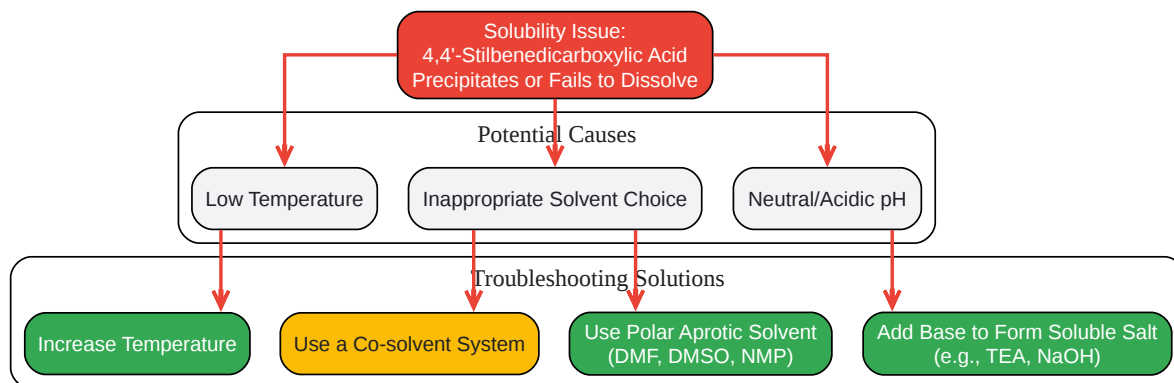 Solubility Issue:
4,4'-Stilbenedicarboxylic Acid
Precipitates or Fails to Dissolve
Potential Causes
Low Temperature
Inappropriate Solvent Choice
Neutral/Acidic pH
Troubleshooting Solutions
Increase Temperature
Use a Co-solvent System
Use Polar Aprotic Solvent
(DMF, DMSO, NMP)
Add Base to Form Soluble Salt
(e.g., TEA, NaOH)